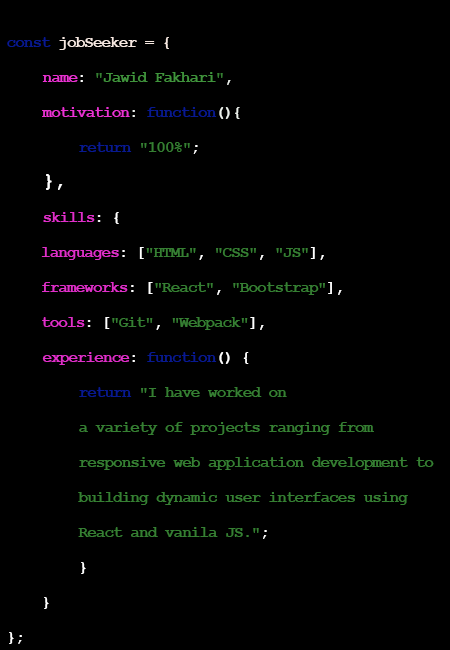 const jobSeeker = {
name: "Jawid Fakhari",
motivation: function(){
return "100%";
},
skills: {
languages: ["HTML", "CSS", "JS"],
frameworks: ["React", "Bootstrap"],
tools: ["Git", "Webpack"],
experience: function() {
return "I have worked on
a variety of projects ranging from
responsive web application development to
building dynamic user interfaces using
React and vanila JS.";
}
}
};